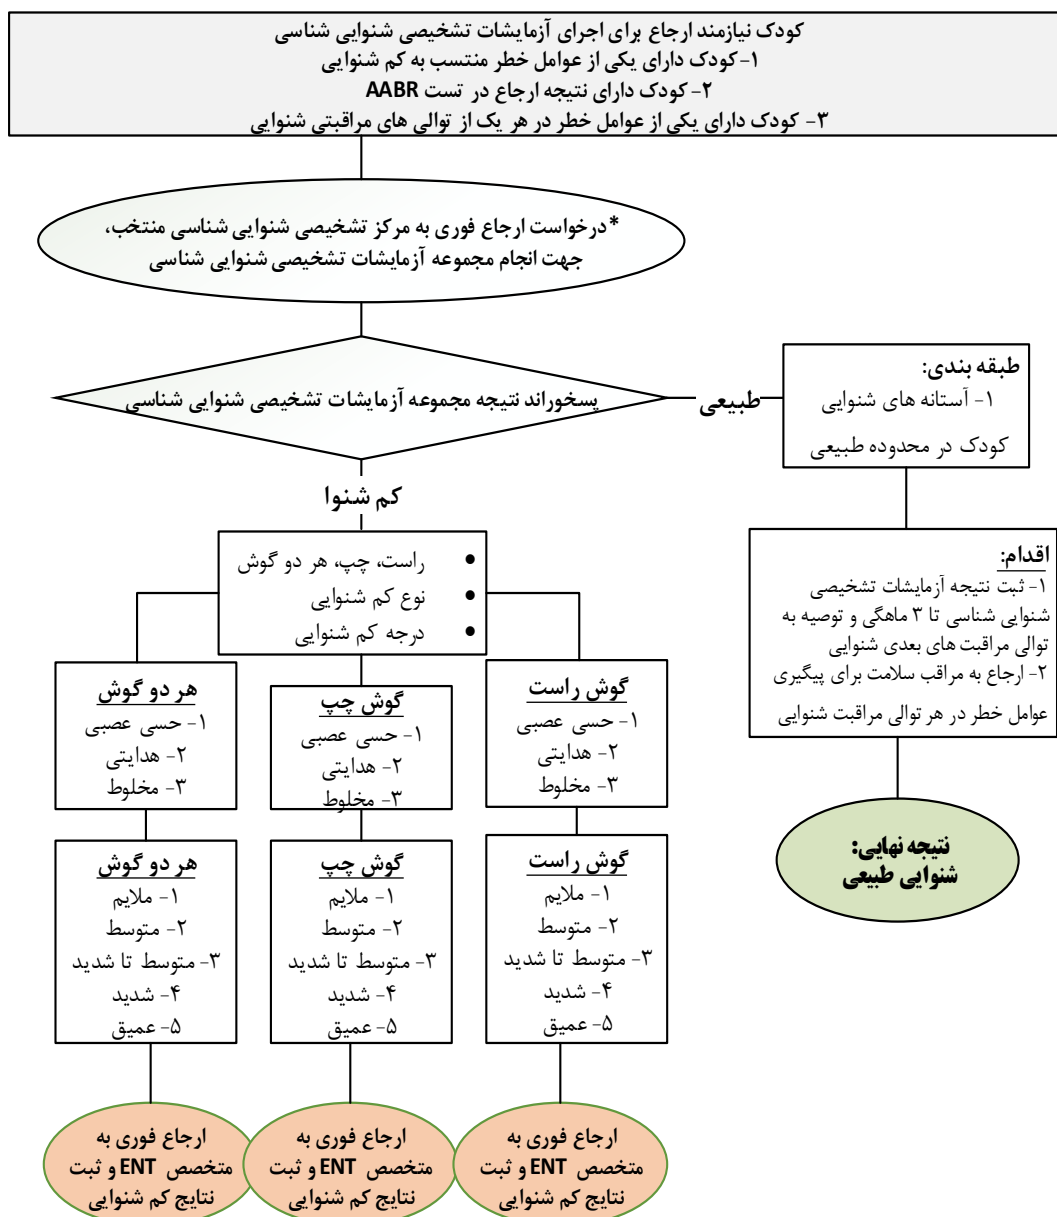 کودک نیازمند ارجاع برای اجرای آزمایشات تشخیصی شنوایی شناسی
۱- کودک دارای یکی از عوامل خطر منتسب به کم شنوایی
۲- کودک دارای نتیجه ارجاع در تست AABR
۳- کودک دارای یکی از عوامل خطر در هر یک از توالی های مراقبتی شنوایی
*درخواست ارجاع فوری به مرکز تشخیصی شنوایی شناسی منتخب،
جهت انجام مجموعه آزمایشات تشخیصی شنوایی شناسی
پسخوراند نتیجه مجموعه آزمایشات تشخیصی شنوایی شناسی
طبیعی
طبقه بندی:
۱- آستانه های شنوایی
کودک در محدوده طبیعی
اقدام:
۱- ثبت نتیجه آزمایشات تشخیصی
شنوایی شناسی تا ۳ ماهگی و توصیه به
توالی مراقبت های بعدی شنوایی
۲- ارجاع به مراقب سلامت برای پیگیری
عوامل خطر در هر توالی مراقبت شنوایی
نتیجه نهایی:
شنوایی طبیعی
کم شنوا
● راست، چپ، هر دو گوش
● نوع کم شنوایی
● درجه کم شنوایی
گوش راست
۱- حسی عصبی
۲- هدایتی
۳- مخلوط
گوش چپ
۱- حسی عصبی
۲- هدایتی
۳- مخلوط
هر دو گوش
۱- حسی عصبی
۲- هدایتی
۳- مخلوط
گوش راست
۱- ملایم
۲- متوسط
۳- متوسط تا شدید
۴- شدید
۵- عمیق
گوش چپ
۱- ملایم
۲- متوسط
۳- متوسط تا شدید
۴- شدید
۵- عمیق
هر دو گوش
۱- ملایم
۲- متوسط
۳- متوسط تا شدید
۴- شدید
۵- عمیق
ارجاع فوری به
متخصص ENT و ثبت
نتایج کم شنوایی
ارجاع فوری به
متخصص ENT و ثبت
نتایج کم شنوایی
ارجاع فوری به
متخصص ENT و ثبت
نتایج کم شنوایی